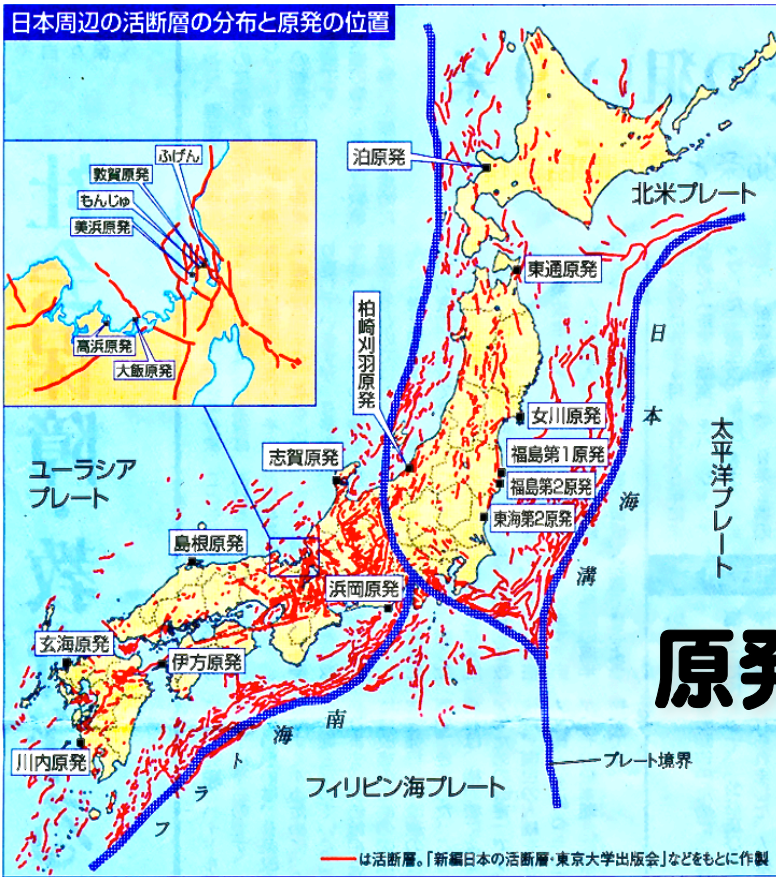 日本周辺の活断層の分布と原発の位置
ふげん
敦賀原発
もんじゅ
美浜原発
高浜原発
大飯原発
泊原発
北米プレート
東通原発
柏崎刈羽原発
日本海溝
女川原発
福島第1原発
福島第2原発
東海第2原発
太平洋プレート
志賀原発
ユーラシア
プレート
島根原発
浜岡原発
玄海原発
伊方原発
川内原発
南海トラフ
フィリピン海プレート
プレート境界
原発
は活断層。「新編日本の活断層・東京大学出版会」などをもとに作製